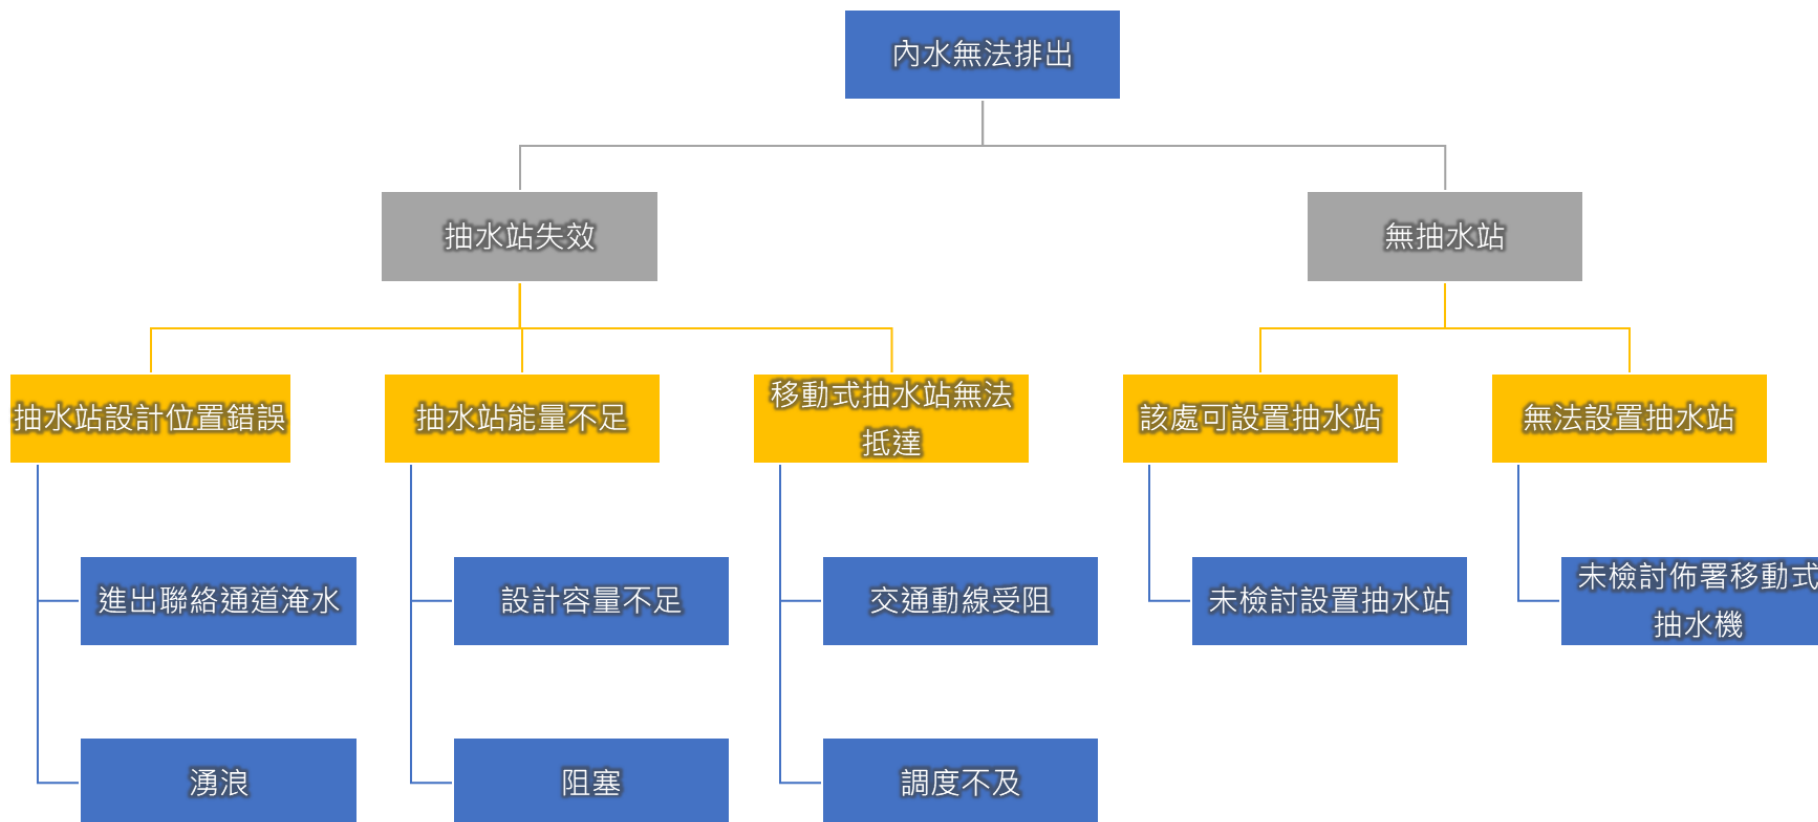 內水無法排出
抽水站失效
無抽水站
抽水站設計位置錯誤
抽水站能量不足
移動式抽水站無法
抵達
該處可設置抽水站
無法設置抽水站
進出聯絡通道淹水
設計容量不足
交通動線受阻
未檢討設置抽水站
未檢討佈署移動式
抽水機
湧浪
阻塞
調度不及